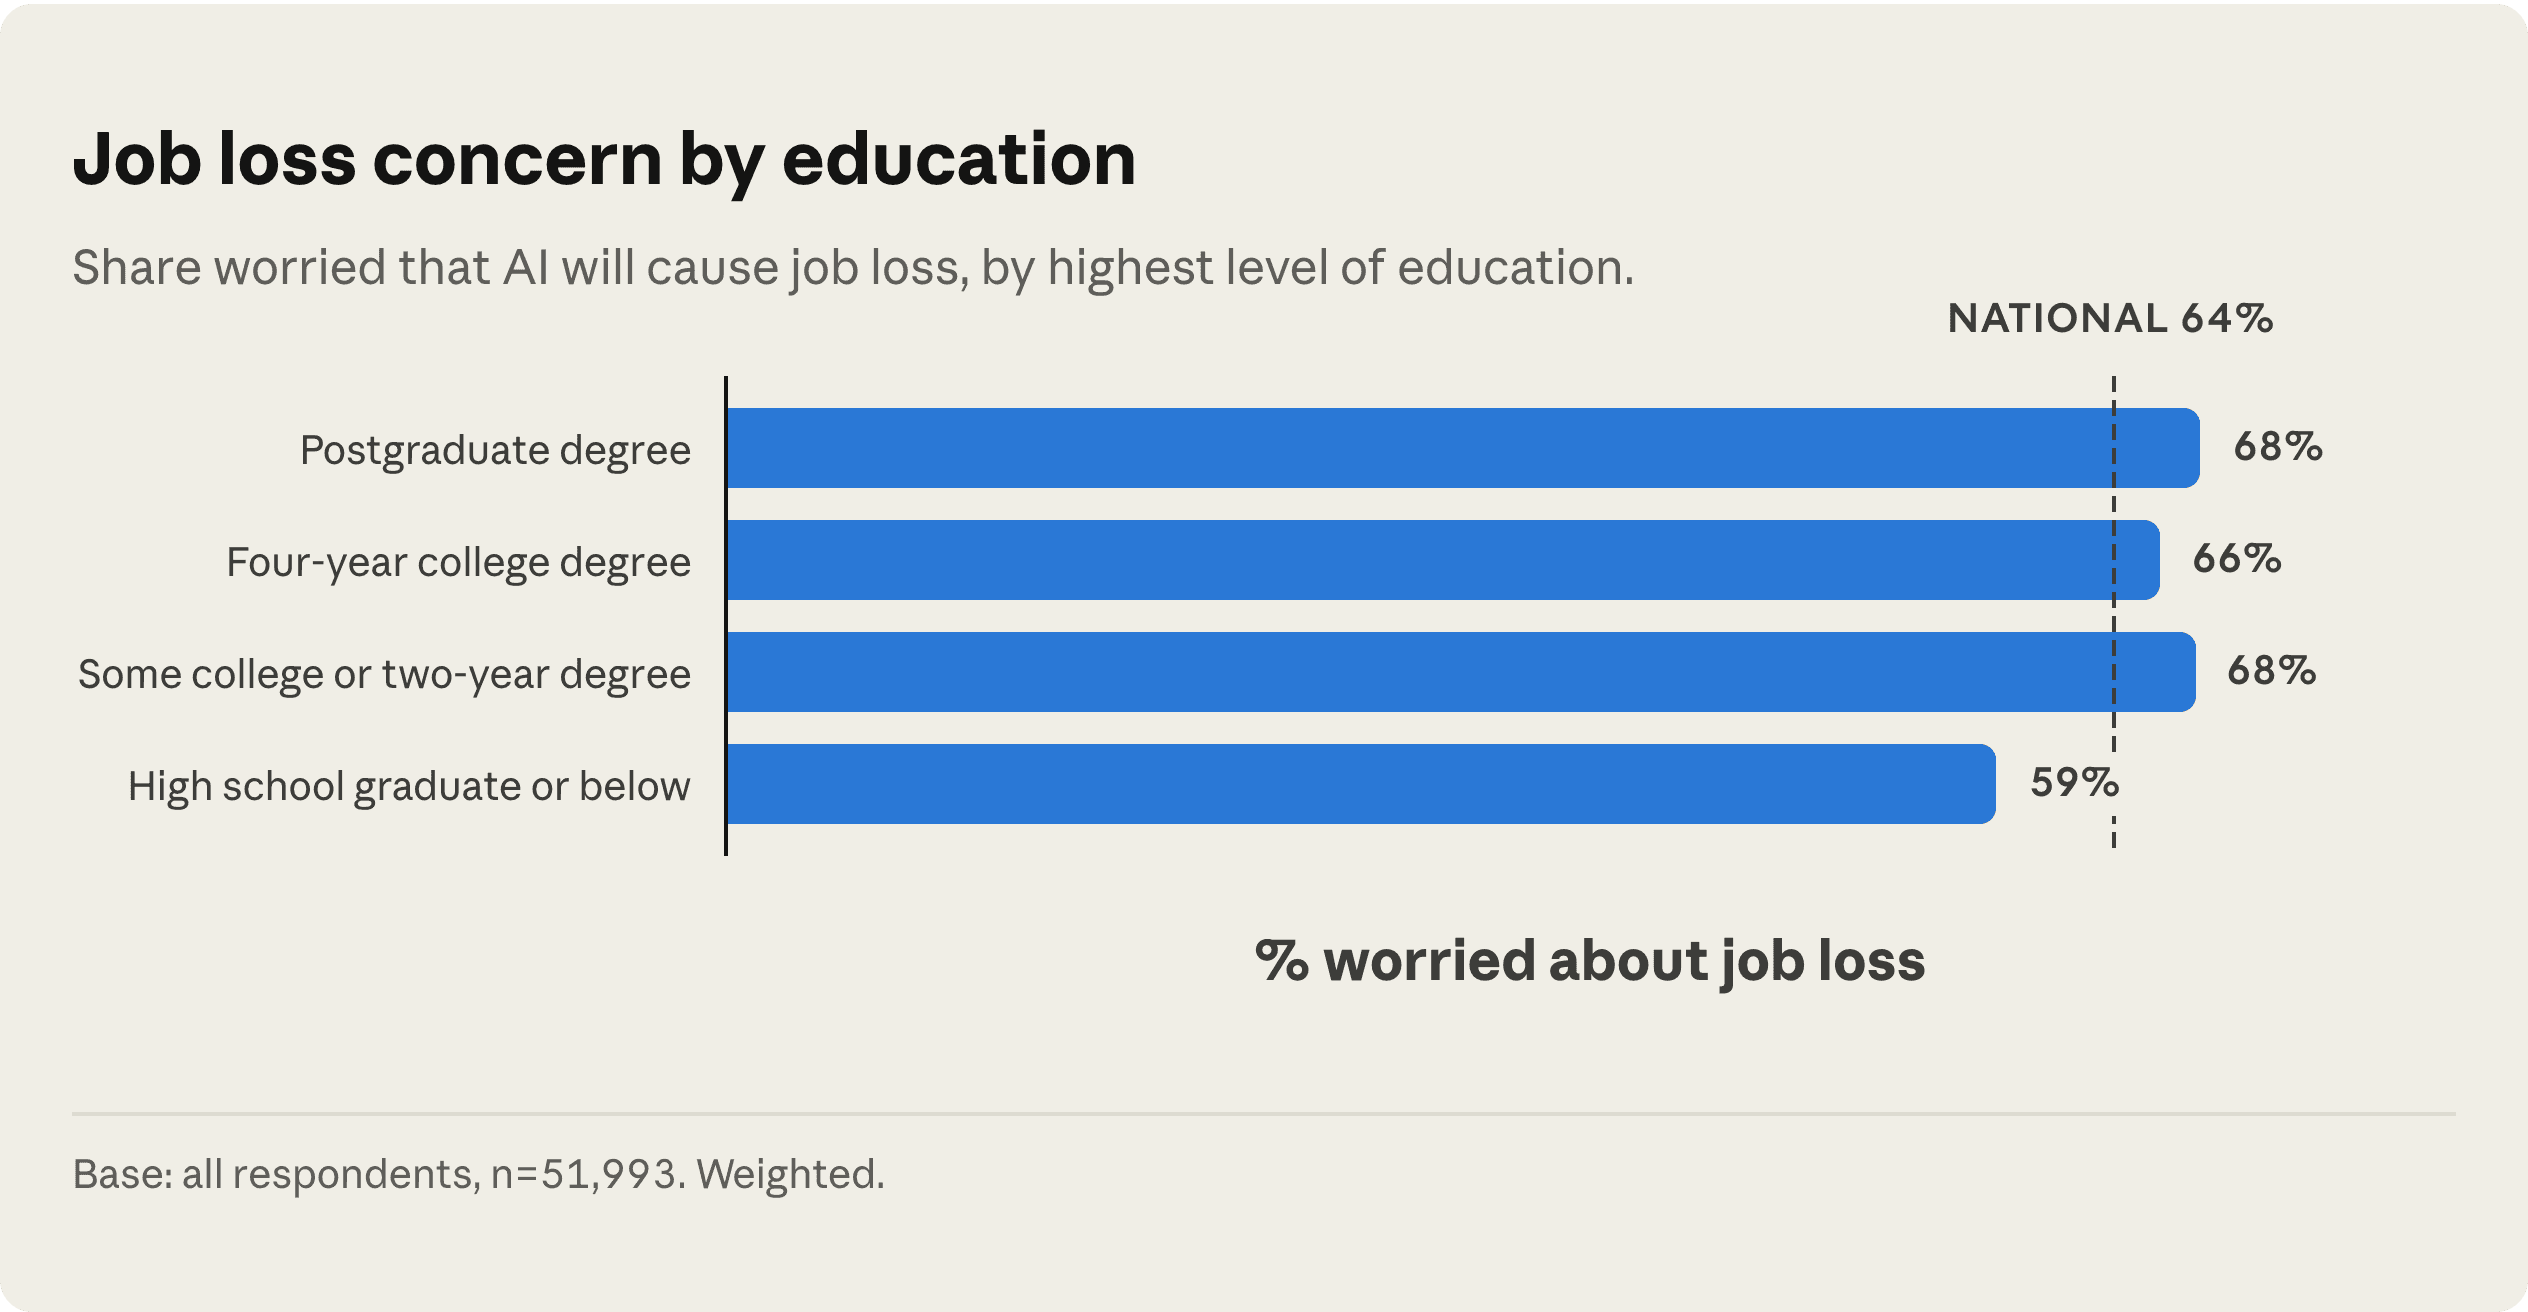 Job loss concern by education
Share worried that AI will cause job loss, by highest level of education.
NATIONAL 64%
Postgraduate degree 68%
Four-year college degree 66%
Some college or two-year degree 68%
High school graduate or below 59%
% worried about job loss
Base: all respondents, n=51,993. Weighted.